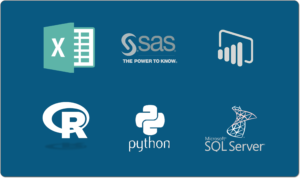 X
sas
THE POWER TO KNOW.
R
python
Microsoft
SQL Server